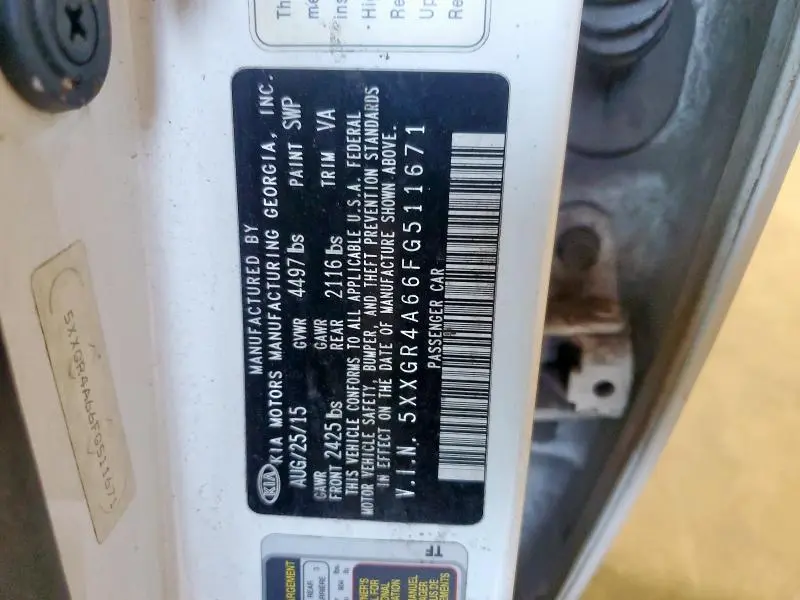 KIA
MANUFACTURED BY
KIA MOTORS MANUFACTURING GEORGIA, INC.
AUG/25/15 GVWR 4497 lbs PAINT SWP
GAWR FRONT 2425 lbs GAWR REAR 2116 lbs TRIM VA
THIS VEHICLE CONFORMS TO ALL APPLICABLE U.S.A. FEDERAL
MOTOR VEHICLE SAFETY, BUMPER, AND THEFT PREVENTION STANDARDS
IN EFFECT ON THE DATE OF MANUFACTURE SHOWN ABOVE.
V.I.N. 5XXGR4A66FG511671
PASSENGER CAR
5XXGR4A66FG511671